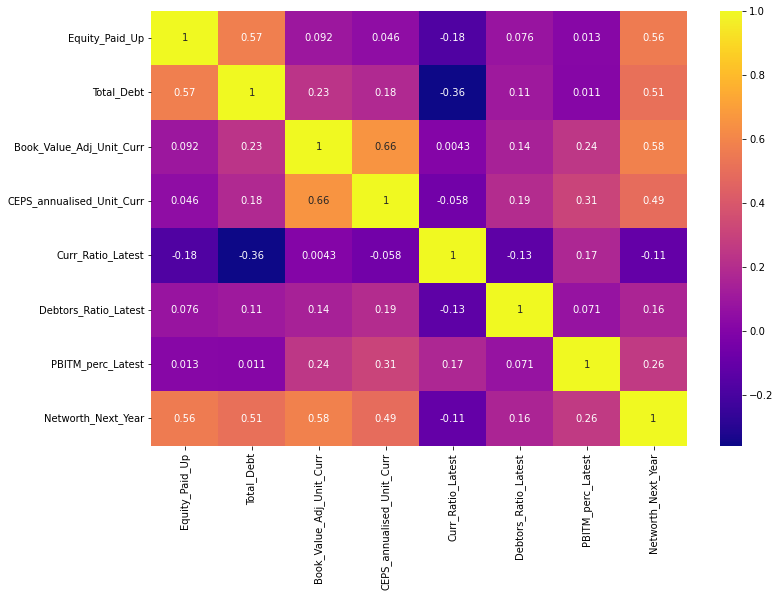 Equity_Paid_Up 1 0.57 0.092 0.046 -0.18 0.076 0.013 0.56
Total_Debt 0.57 1 0.23 0.18 -0.36 0.11 0.011 0.51
Book_Value_Adj_Unit_Curr 0.092 0.23 1 0.66 0.0043 0.14 0.24 0.58
CEPS_annualised_Unit_Curr 0.046 0.18 0.66 1 -0.058 0.19 0.31 0.49
Curr_Ratio_Latest -0.18 -0.36 0.0043 -0.058 1 -0.13 0.17 -0.11
Debtors_Ratio_Latest 0.076 0.11 0.14 0.19 -0.13 1 0.071 0.16
PBITM_perc_Latest 0.013 0.011 0.24 0.31 0.17 0.071 1 0.26
Networth_Next_Year 0.56 0.51 0.58 0.49 -0.11 0.16 0.26 1
Equity_Paid_Up
Total_Debt
Book_Value_Adj_Unit_Curr
CEPS_annualised_Unit_Curr
Curr_Ratio_Latest
Debtors_Ratio_Latest
PBITM_perc_Latest
Networth_Next_Year
1.0
0.8
0.6
0.4
0.2
0.0
−0.2